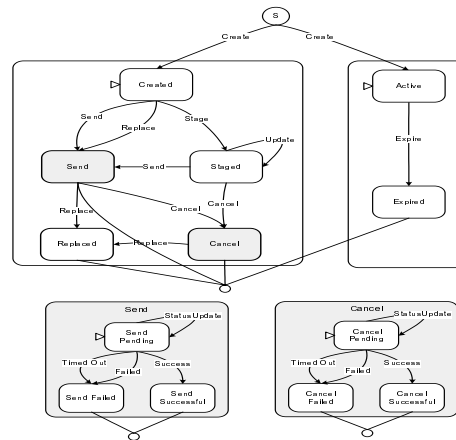 S
Create
Create
Created
Active
Send
Replace
Stage
Update
Expire
Send
Send
Staged
Replace
Cancel
Cancel
Expired
Replaced
Replace
Cancel
Send
Cancel
Send
Pending
StatusUpdate
Cancel
Pending
StatusUpdate
Timed Out
Failed
Success
Timed Out
Failed
Success
Send Failed
Send
Successful
Cancel
Failed
Cancel
Successful